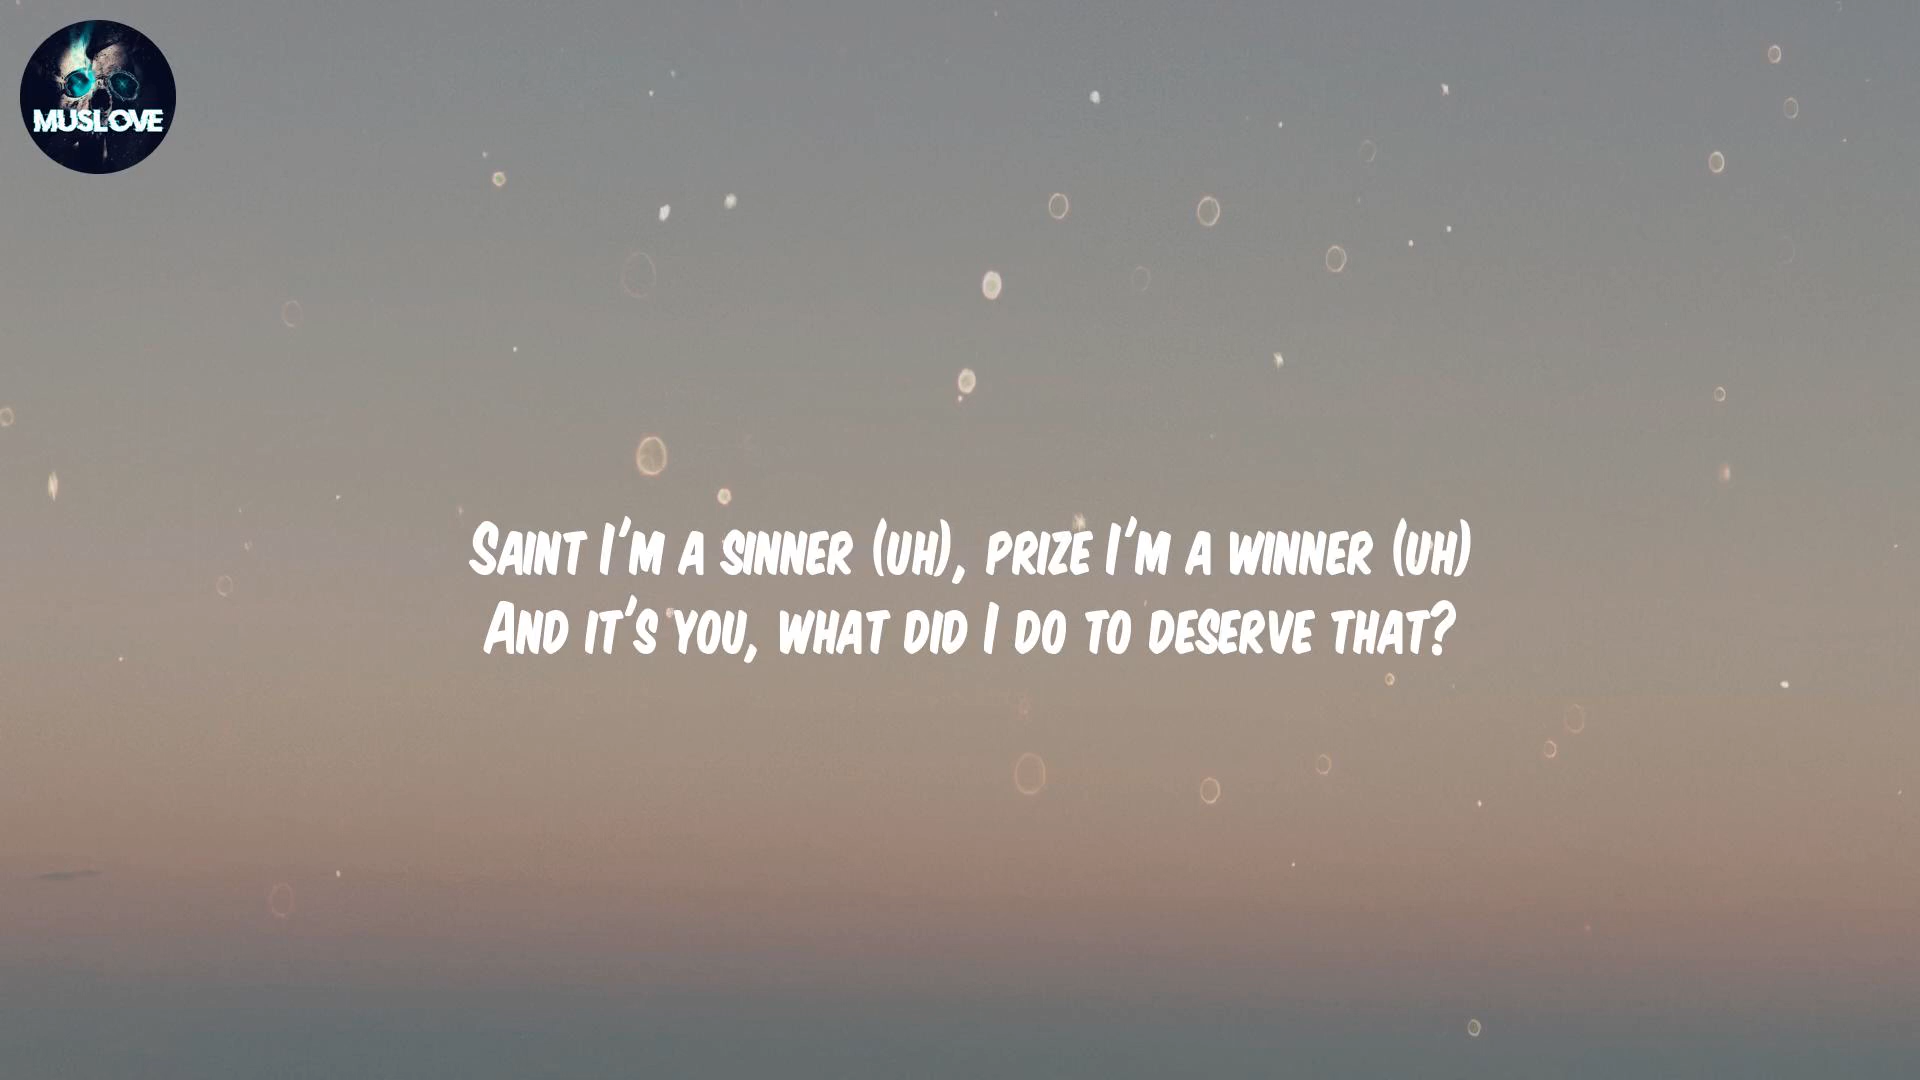 MUSLOVE
Saint I'm a sinner (uh), prize I'm a winner (uh)
And it's you, what did I do to deserve that?